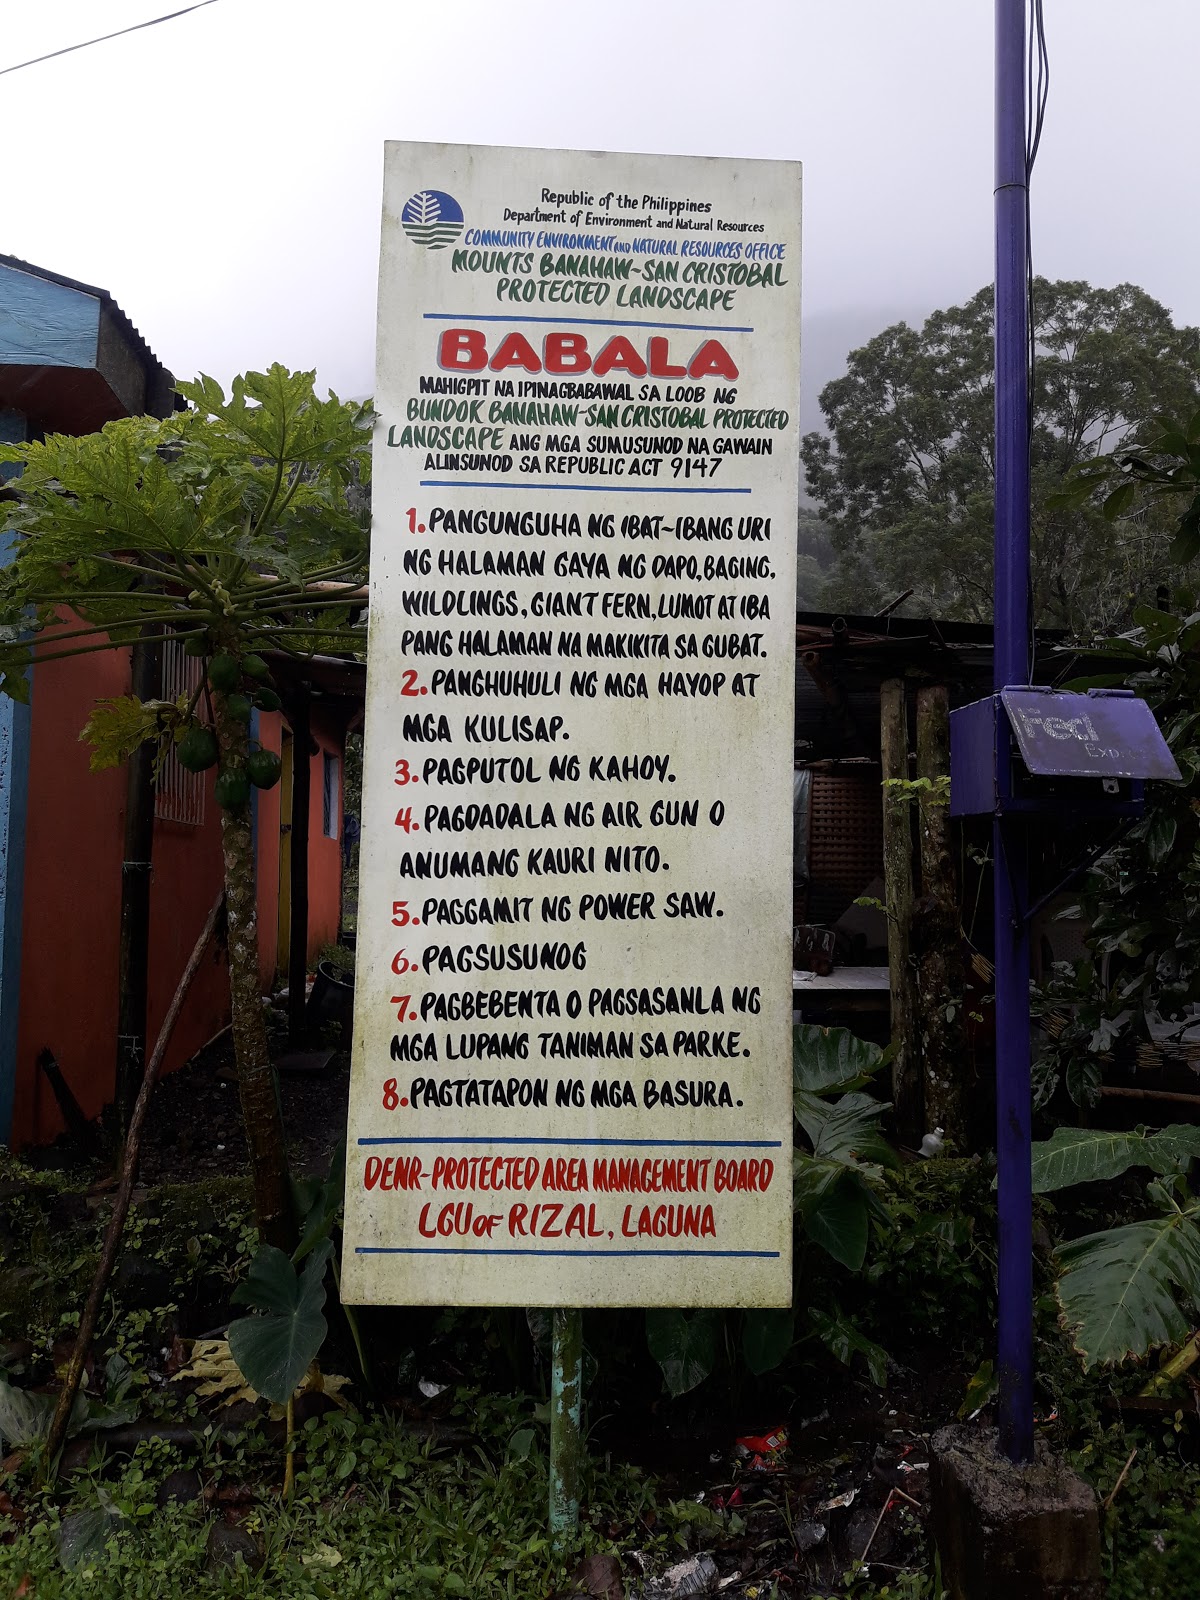 Republic of the Philippines
Department of Environment and Natural Resources
COMMUNITY ENVIRONMENT AND NATURAL RESOURCES OFFICE
MOUNTS BANAHAW-SAN CRISTOBAL
PROTECTED LANDSCAPE
BABALA
MAHIGPIT NA IPINAGBABAWAL SA LOOB NG
BUNDOK BANAHAW-SAN CRISTOBAL PROTECTED
LANDSCAPE ANG MGA SUMUSUNOD NA GAWAIN
ALINSUNOD SA REPUBLIC ACT 9147
1. PANGUNGUHA NG IBAT-IBANG URI
NG HALAMAN GAYA NG DAPO, BAGING,
WILDLINGS, GIANT FERN, LUMOT AT IBA
PANG HALAMAN NA MAKIKITA SA GUBAT.
2. PANGHUHULI NG MGA HAYOP AT
MGA KULISAP.
3. PAGPUTOL NG KAHOY.
4. PAGDADALA NG AIR GUN O
ANUMANG KAURI NITO.
5. PAGGAMIT NG POWER SAW.
6. PAGSUSUNOG
7. PAGBEBENTA O PAGSASANLA NG
MGA LUPANG TANIMAN SA PARKE.
8. PAGTATAPON NG MGA BASURA.
DENR-PROTECTED AREA MANAGEMENT BOARD
LGU OF RIZAL, LAGUNA
Fed